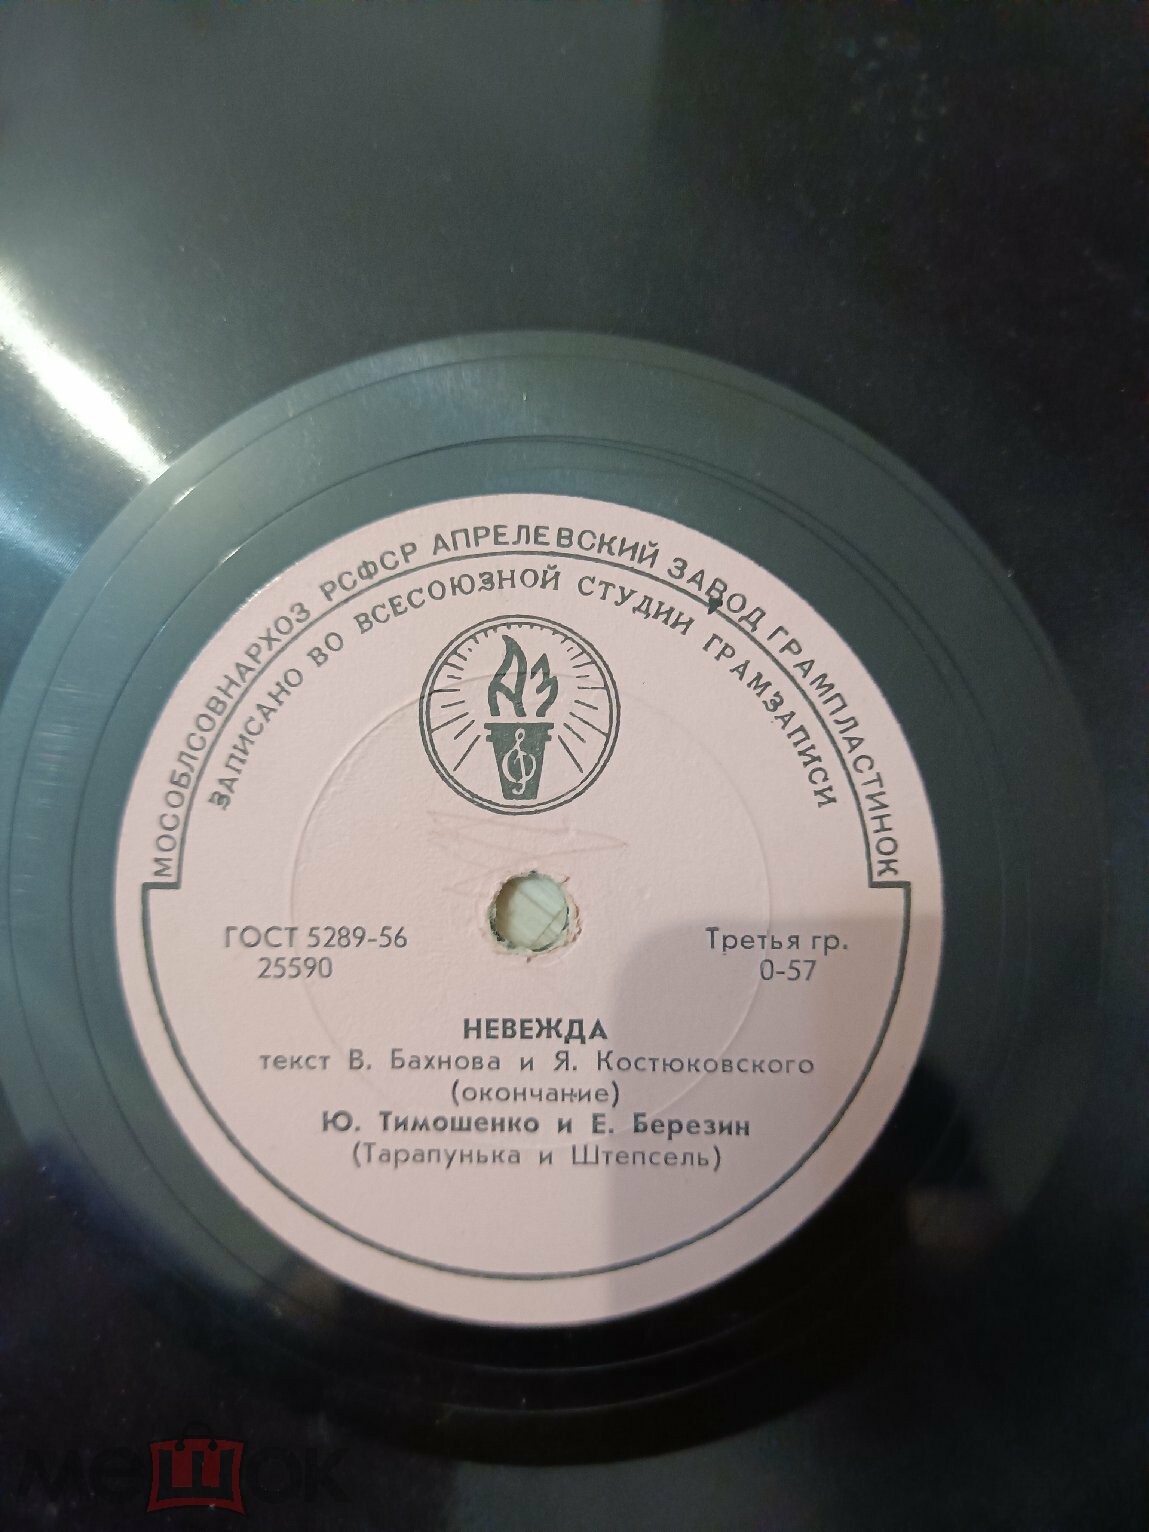 МОСОБЛСОВНАРХОЗ РСФСР АПРЕЛЕВСКИЙ ЗАВОД ГРАМПЛАСТИНОК
ЗАПИСАНО ВО ВСЕСОЮЗНОЙ СТУДИИ ГРАМЗАПИСИ
АЗ
ГОСТ 5289-56
25590
Третья гр.
0-57
НЕВЕЖДА
текст В. Бахнова и Я. Костюковского
(окончание)
Ю. Тимошенко и Е. Березин
(Тарапунька и Штепсель)
мешок